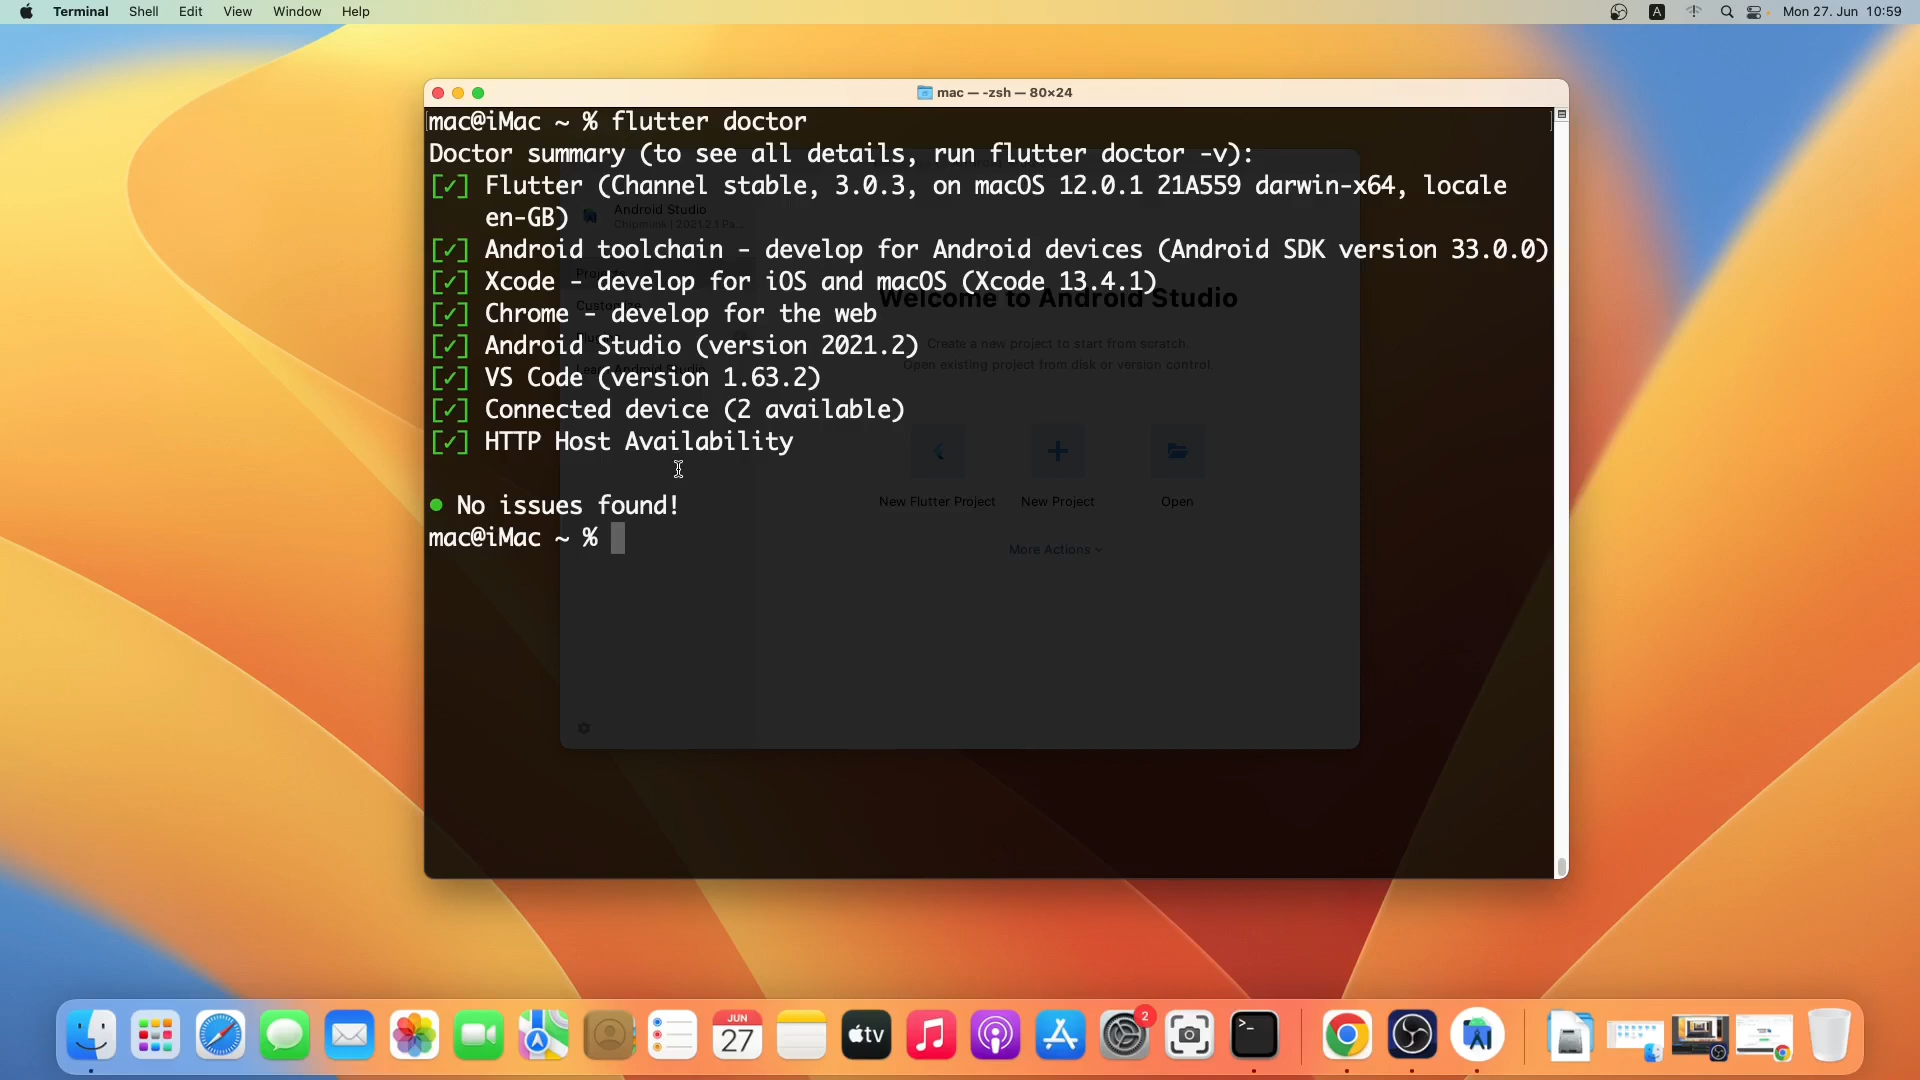 Terminal Shell Edit View Window Help
A Mon 27. Jun 10:59
mac — -zsh — 80×24
mac@iMac ~ % flutter doctor
Doctor summary (to see all details, run flutter doctor -v):
[✓] Flutter (Channel stable, 3.0.3, on macOS 12.0.1 21A559 darwin-x64, locale
en-GB)
[✓] Android toolchain - develop for Android devices (Android SDK version 33.0.0)
[✓] Xcode - develop for iOS and macOS (Xcode 13.4.1)
[✓] Chrome - develop for the web
[✓] Android Studio (version 2021.2)
[✓] VS Code (version 1.63.2)
[✓] Connected device (2 available)
[✓] HTTP Host Availability
• No issues found!
mac@iMac ~ %
Android Studio
Projects
Customize
Welcome to Android Studio
Create a new project to start from scratch.
Open existing project from disk or version control.
New Flutter Project
New Project
Open
More Actions
JUN
27
tv
2
>_